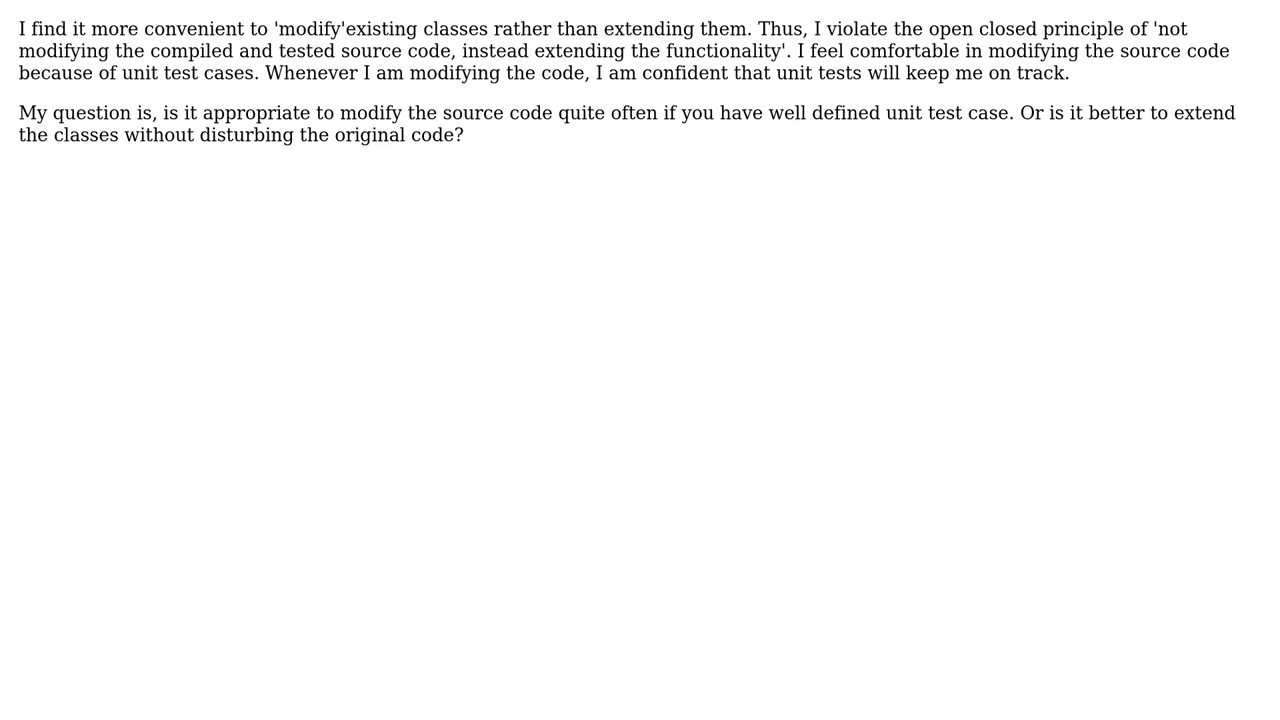 I find it more convenient to 'modify'existing classes rather than extending them. Thus, I violate the open closed principle of 'not
modifying the compiled and tested source code, instead extending the functionality'. I feel comfortable in modifying the source code
because of unit test cases. Whenever I am modifying the code, I am confident that unit tests will keep me on track.
My question is, is it appropriate to modify the source code quite often if you have well defined unit test case. Or is it better to extend
the classes without disturbing the original code?